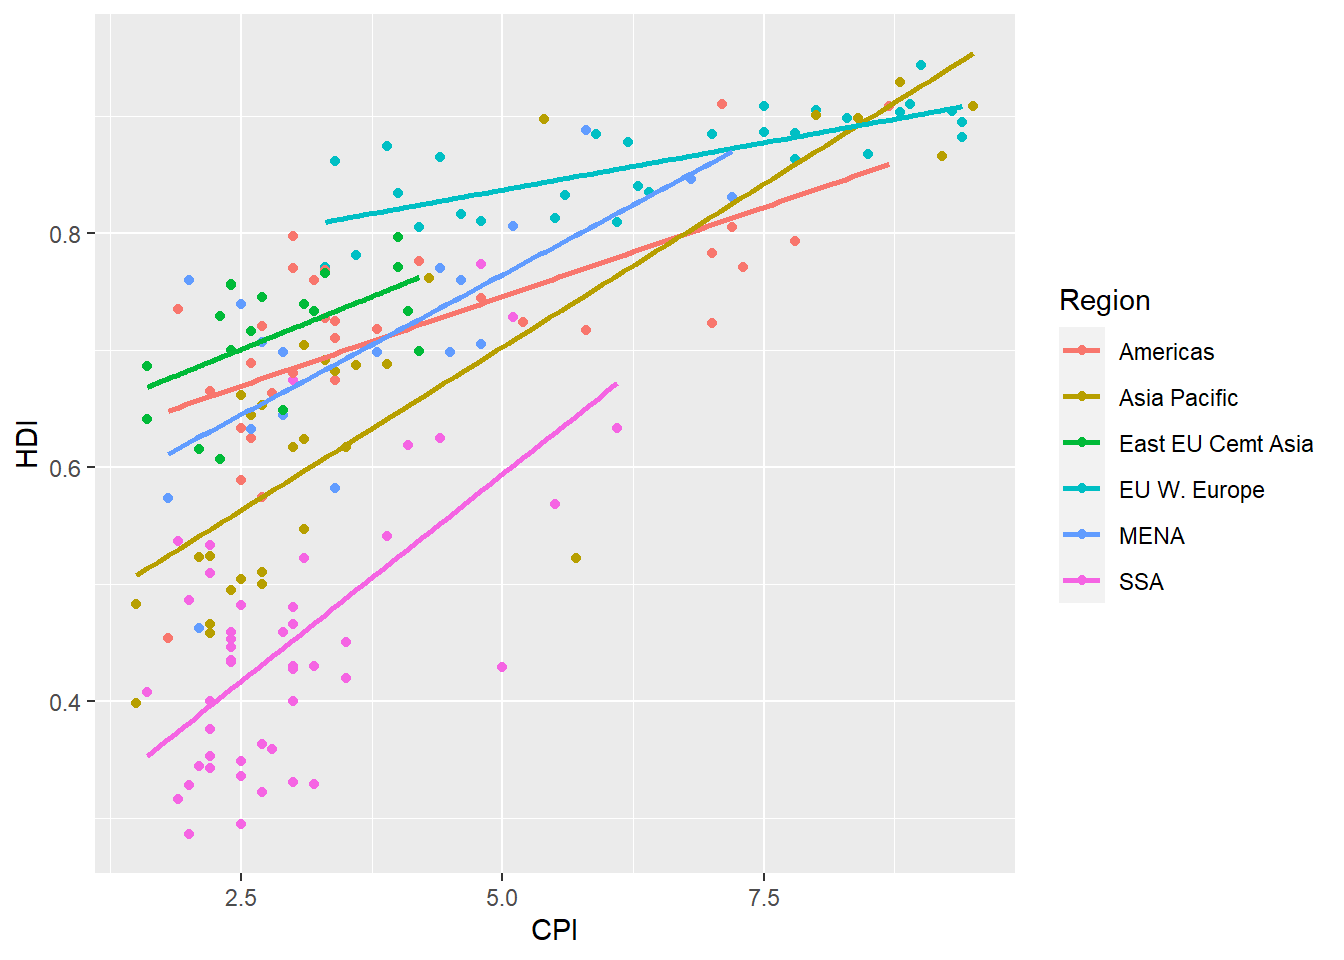 HDI
0.8
0.6
0.4
2.5 5.0 7.5
CPI
Region
Americas
Asia Pacific
East EU Cemt Asia
EU W. Europe
MENA
SSA